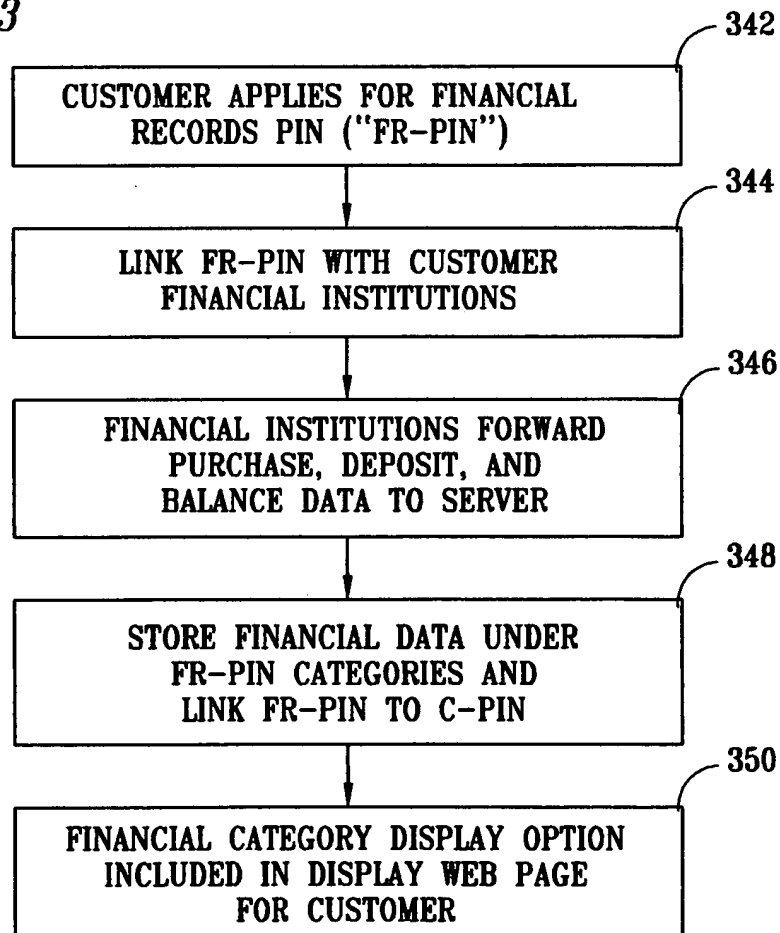 3
342
CUSTOMER APPLIES FOR FINANCIAL
RECORDS PIN ("FR-PIN")
344
LINK FR-PIN WITH CUSTOMER
FINANCIAL INSTITUTIONS
346
FINANCIAL INSTITUTIONS FORWARD
PURCHASE, DEPOSIT, AND
BALANCE DATA TO SERVER
348
STORE FINANCIAL DATA UNDER
FR-PIN CATEGORIES AND
LINK FR-PIN TO C-PIN
350
FINANCIAL CATEGORY DISPLAY OPTION
INCLUDED IN DISPLAY WEB PAGE
FOR CUSTOMER